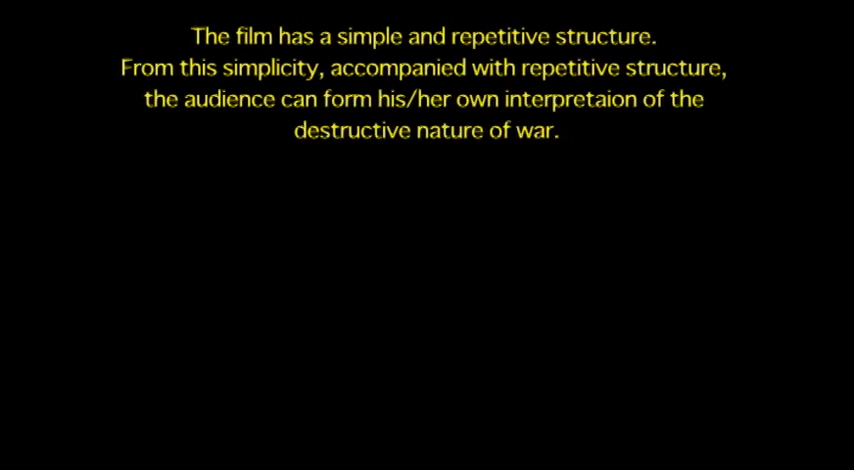 The film has a simple and repetitive structure.
From this simplicity, accompanied with repetitive structure,
the audience can form his/her own interpretaion of the
destructive nature of war.